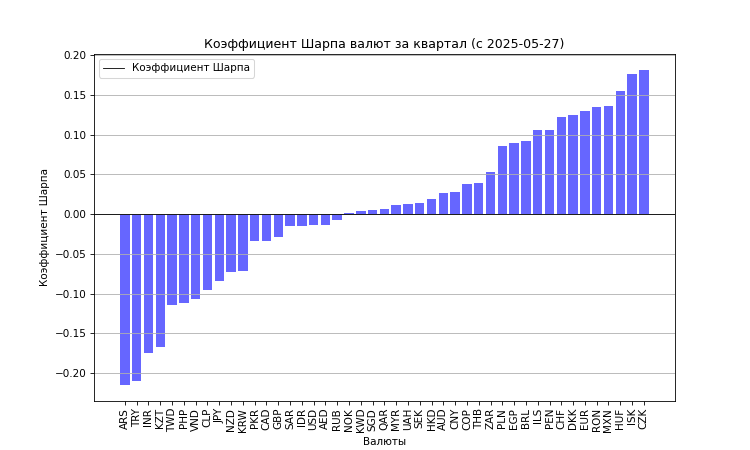 Коэффициент Шарпа валют за квартал (с 2025-05-27)
Коэффициент Шарпа
0.20
0.15
0.10
0.05
0.00
−0.05
−0.10
−0.15
−0.20
Коэффициент Шарпа
ARS TRY INR KZT TWD PHP VND CLP JPY NZD KRW PKR CAD GBP SAR IDR USD AED RUB NOK KWD SGD QAR MYR UAH SEK HKD AUD CNY COP THB ZAR PLN EGP BRL ILS PEN CHF DKK EUR RON MXN HUF ISK CZK
Валюты